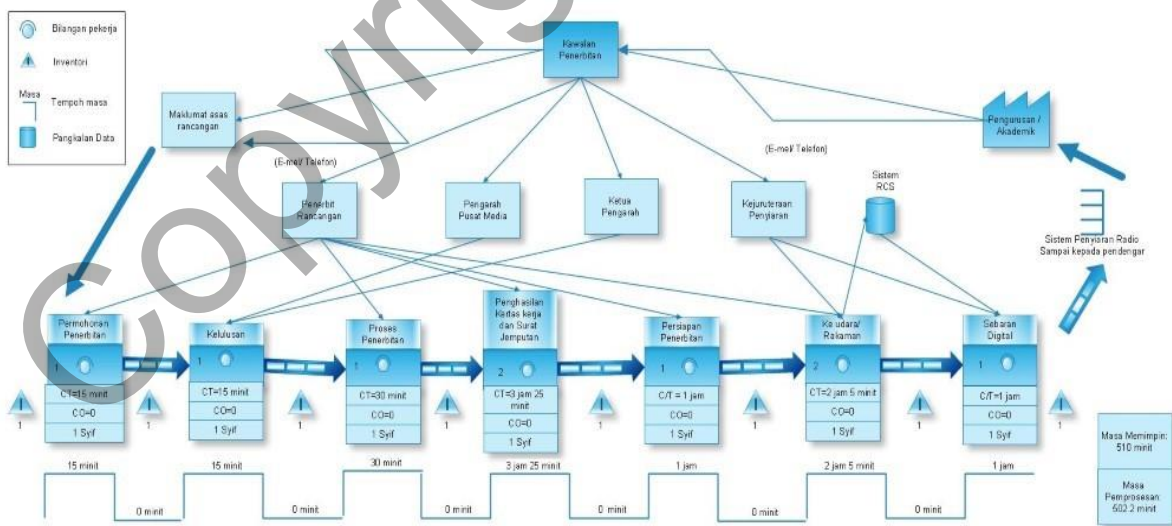 Bilangan pekerja
Inventori
Masa
Tempoh masa
Pangkalan Data
Kawalan
Penerbitan
Maklumat asas
rancangan
Pengurusan /
Akademik
(E-mel/ Telefon)
(E-mel/ Telefon)
Penerbit
Rancangan
Pengarah
Pusat Media
Ketua
Pengarah
Kejuruteraan
Penyiaran
Sistem
RCS
Sistem Penyiaran Radio
Sampai kepada pendengar
Permohonan
Penerbitan
1
CT=15 minit
CO=0
1 Syif
Kelulusan
1
CT=15 minit
CO=0
1 Syif
Proses
Penerbitan
1
CT=30 minit
CO=0
1 Syif
Penghasilan
Kertas kerja
dan Surat
Jemputan
2
CT=3 jam 25
minit
CO=0
1 Syif
Persiapan
Penerbitan
1
C/T = 1 jam
CO=0
1 Syif
Ke udara/
Rakaman
2
CT=2 jam 5 minit
CO=0
1 Syif
Sebaran
Digital
1
C/T=1 jam
CO=0
1 Syif
1
1
1
1
1
1
1
1
15 minit
0 minit
15 minit
0 minit
30 minit
0 minit
3 jam 25 minit
0 minit
1 jam
0 minit
2 jam 5 minit
0 minit
1 jam
Masa Memimpin:
510 minit
Masa
Pemprosesan:
502.2 minit
Copyrig